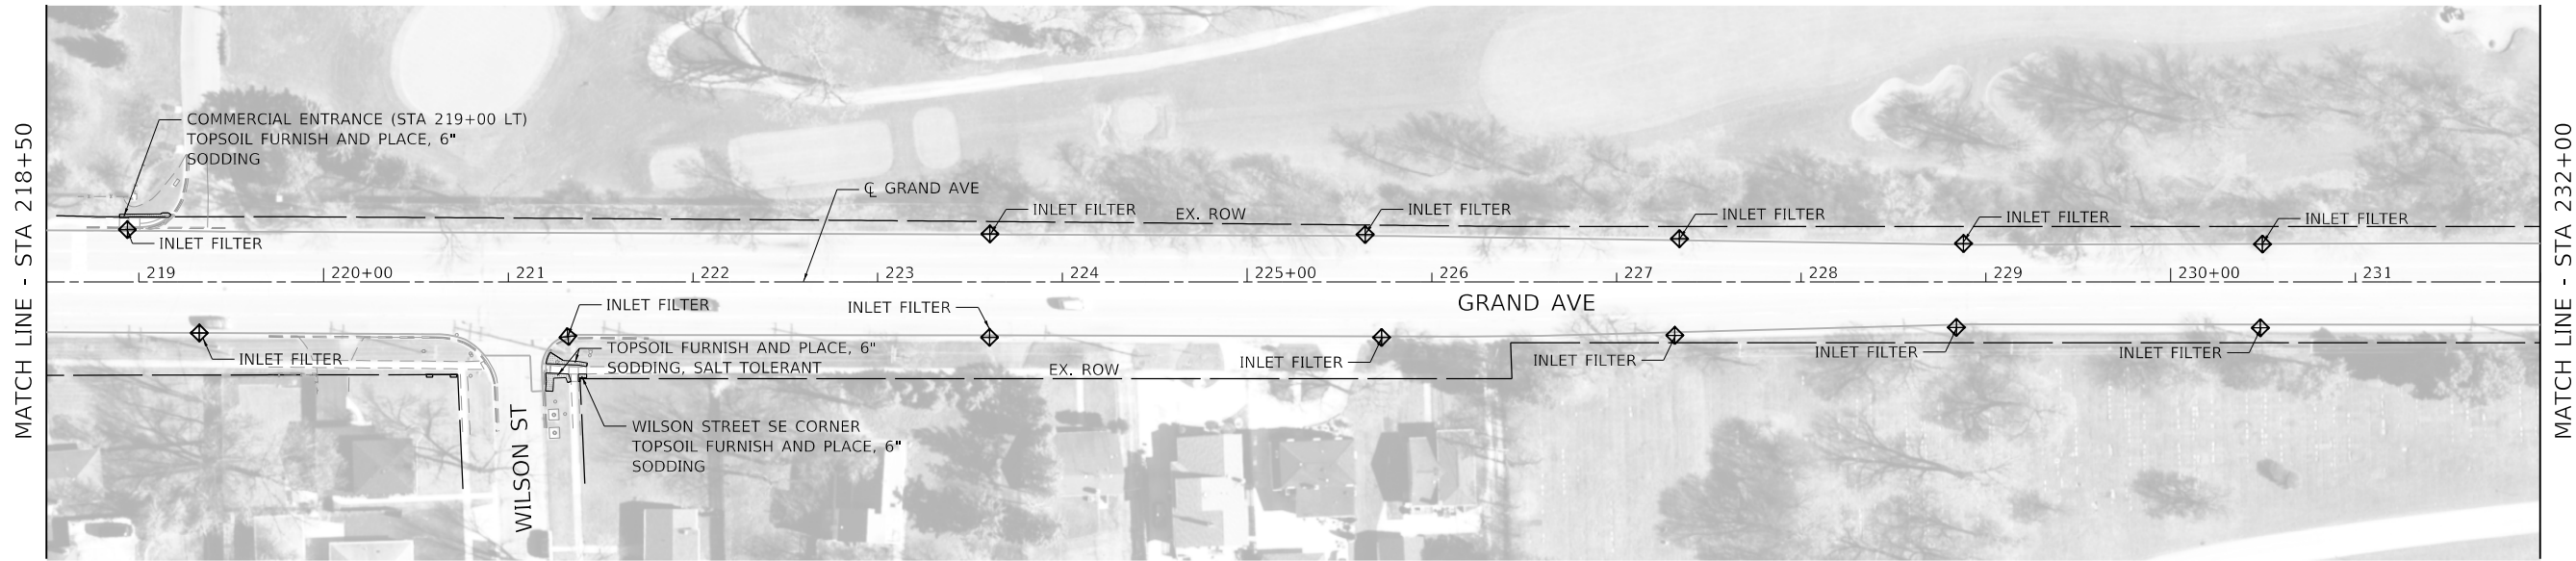 MATCH LINE - STA 218+50
COMMERCIAL ENTRANCE (STA 219+00 LT)
TOPSOIL FURNISH AND PLACE, 6"
SODDING
℄ GRAND AVE
INLET FILTER
EX. ROW
INLET FILTER
INLET FILTER
INLET FILTER
INLET FILTER
INLET FILTER
219
220+00
221
222
223
224
225+00
226
227
228
229
230+00
231
GRAND AVE
INLET FILTER
INLET FILTER
INLET FILTER
TOPSOIL FURNISH AND PLACE, 6"
SODDING, SALT TOLERANT
EX. ROW
INLET FILTER
INLET FILTER
INLET FILTER
INLET FILTER
WILSON ST
WILSON STREET SE CORNER
TOPSOIL FURNISH AND PLACE, 6"
SODDING
MATCH LINE - STA 232+00